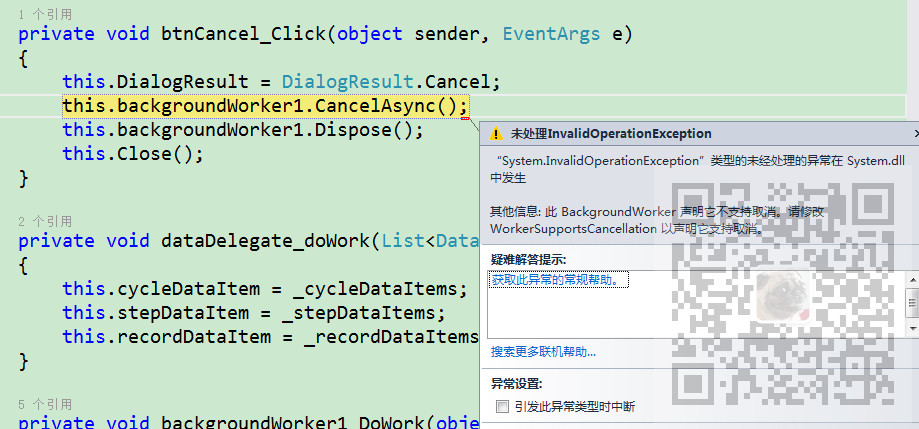 1 个引用
private void btnCancel_Click(object sender, EventArgs e)
{
this.DialogResult = DialogResult.Cancel;
this.backgroundWorker1.CancelAsync();
this.backgroundWorker1.Dispose();
this.Close();
}
2 个引用
private void dataDelegate_doWork(List<Data
{
this.cycleDataItem = _cycleDataItems;
this.stepDataItem = _stepDataItems;
this.recordDataItem = _recordDataItems
}
5 个引用
private void backgroundWorker1_DoWork(obje
未处理InvalidOperationException
“System.InvalidOperationException”类型的未经处理的异常在 System.dll
中发生
其他信息: 此 BackgroundWorker 声明它不支持取消。请修改
WorkerSupportsCancellation 以声明它支持取消。
疑难解答提示:
获取此异常的常规帮助。
搜索更多联机帮助...
异常设置:
引发此异常类型时中断